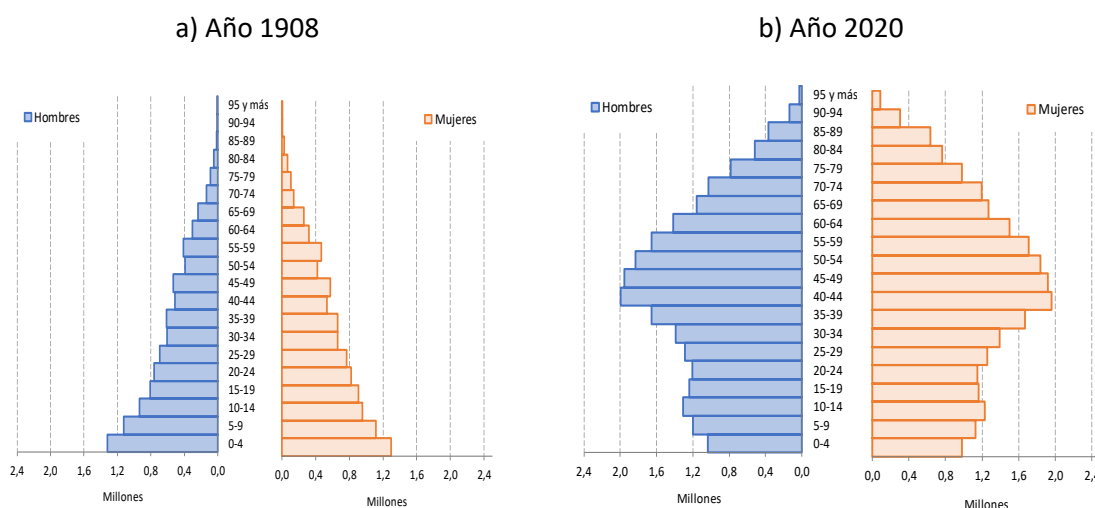 a) Año 1908
Hombres
Mujeres
95 y más
90-94
85-89
80-84
75-79
70-74
65-69
60-64
55-59
50-54
45-49
40-44
35-39
30-34
25-29
20-24
15-19
10-14
5-9
0-4
2,4 2,0 1,6 1,2 0,8 0,4 0,0
0,0 0,4 0,8 1,2 1,6 2,0 2,4
Millones
Millones
b) Año 2020
Hombres
Mujeres
95 y más
90-94
85-89
80-84
75-79
70-74
65-69
60-64
55-59
50-54
45-49
40-44
35-39
30-34
25-29
20-24
15-19
10-14
5-9
0-4
2,4 2,0 1,6 1,2 0,8 0,4 0,0
0,0 0,4 0,8 1,2 1,6 2,0 2,4
Millones
Millones